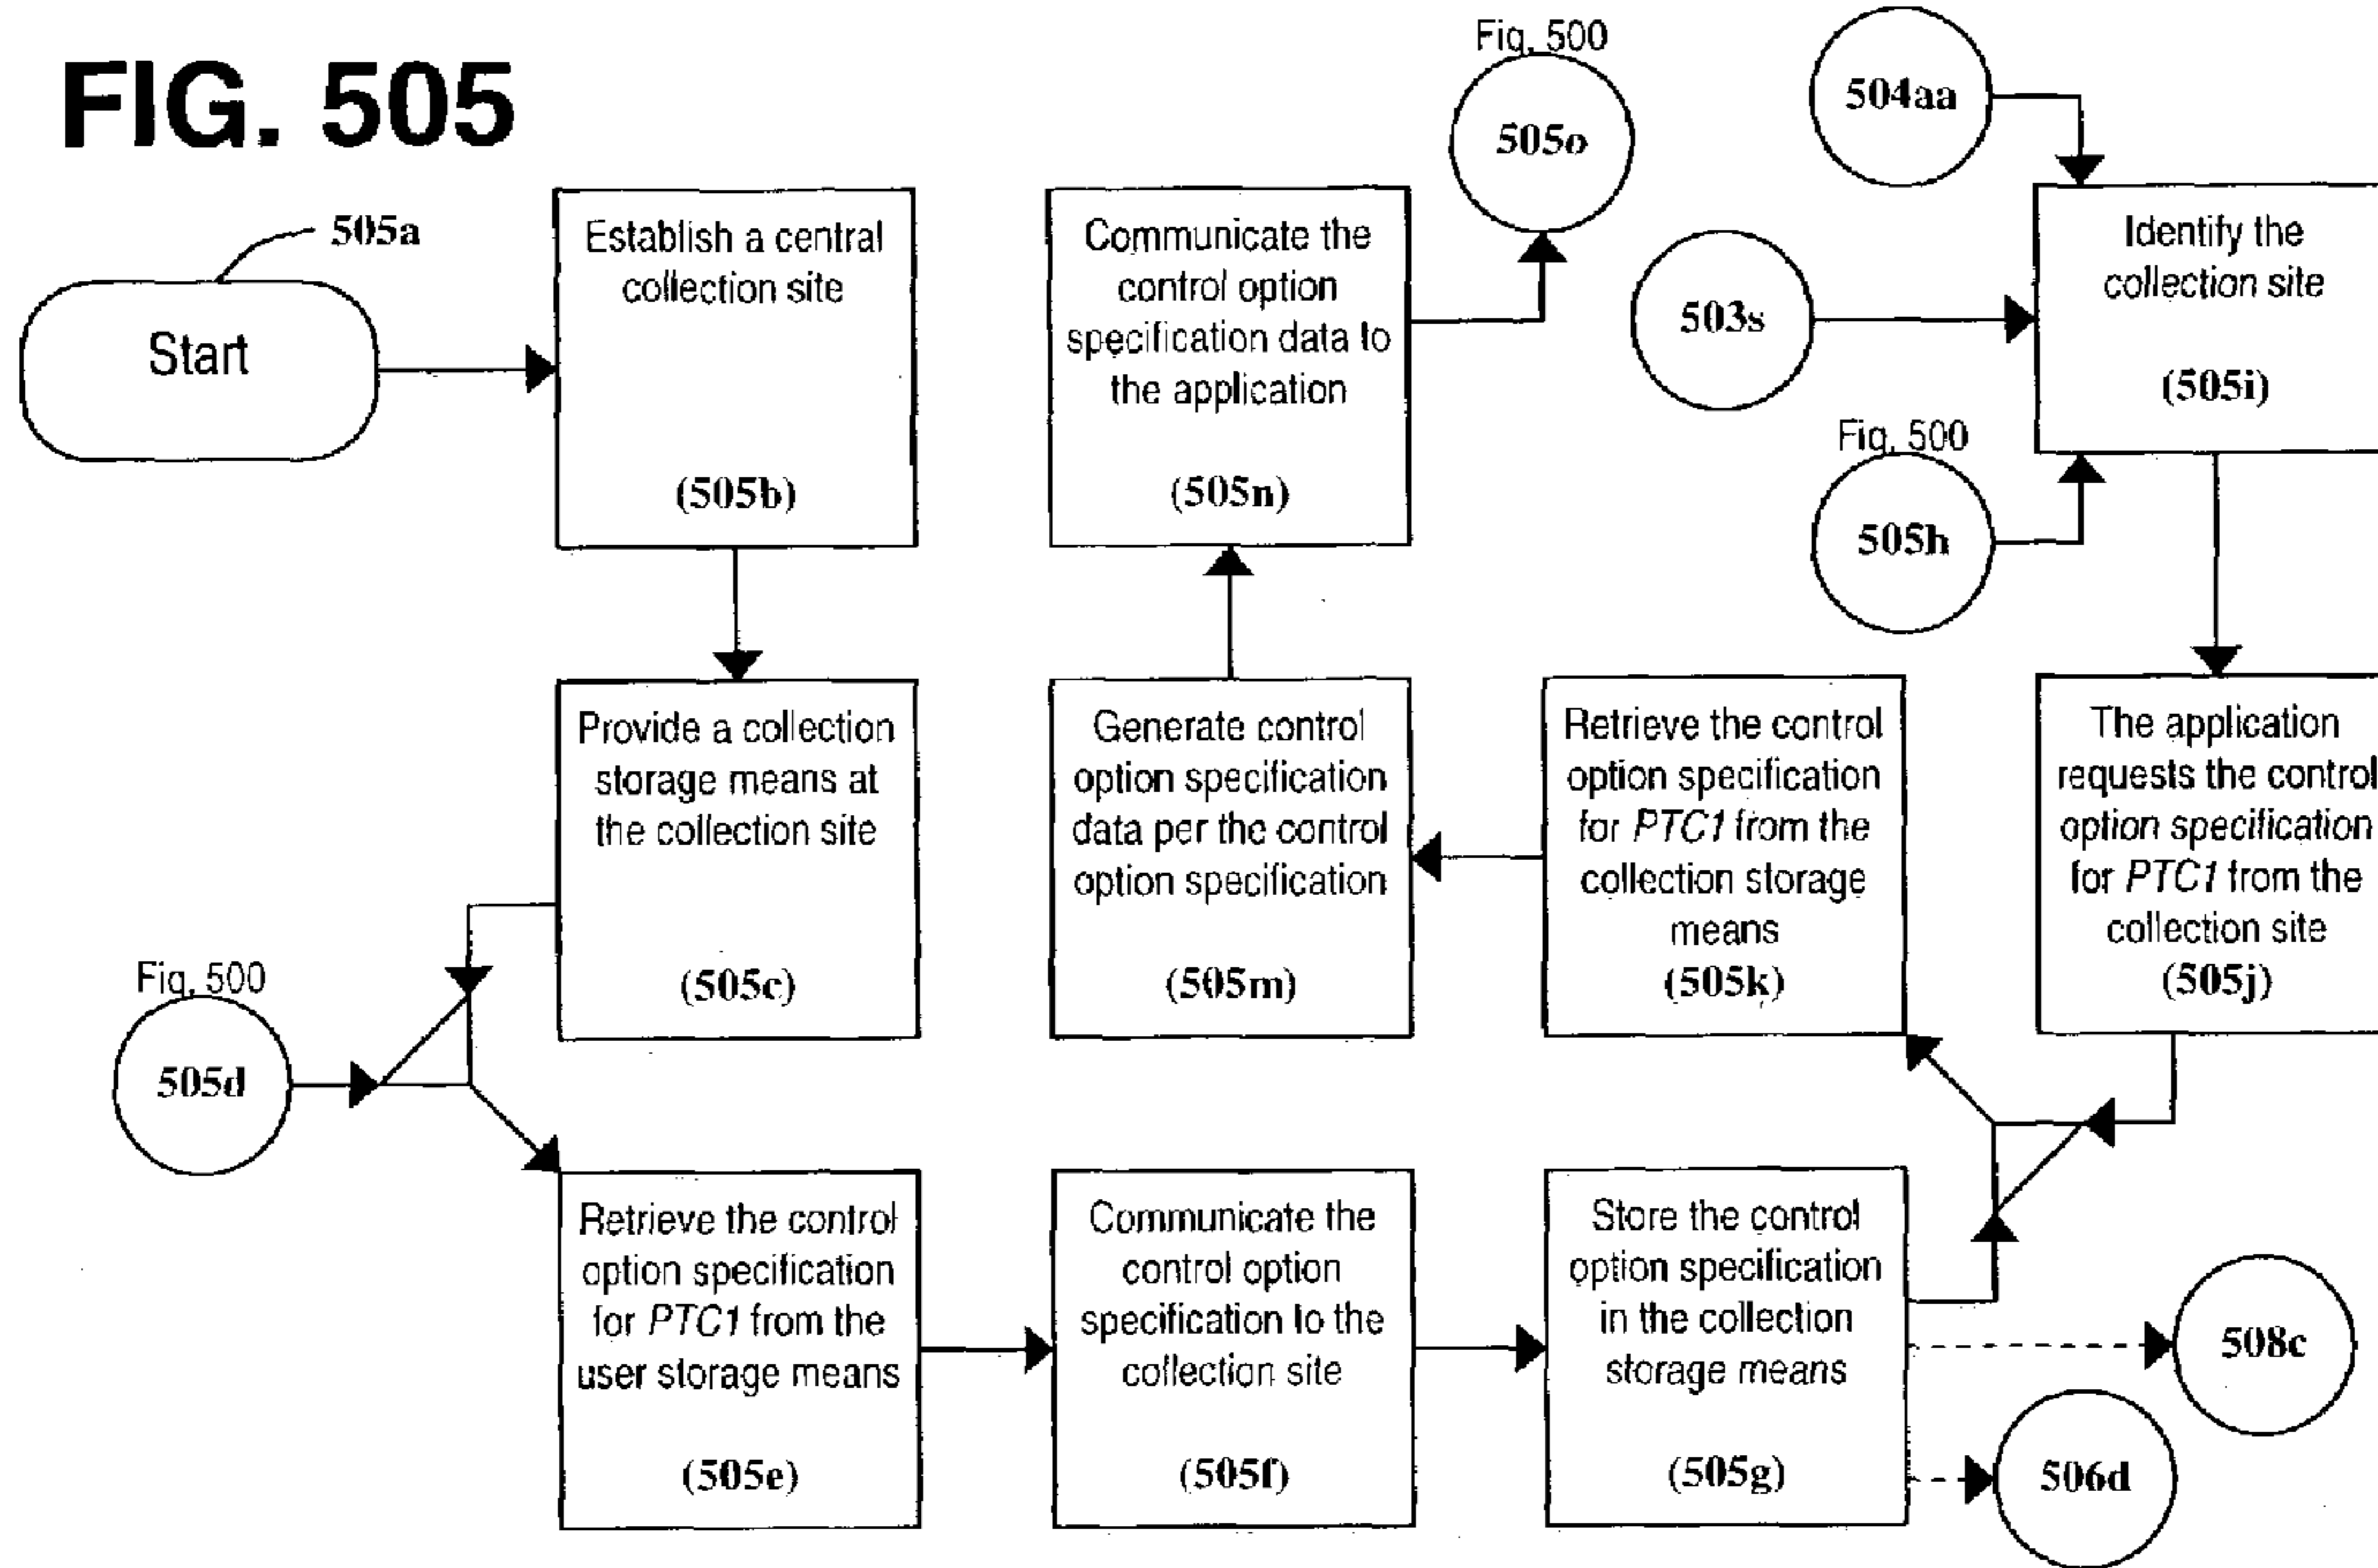 FIG. 505
505a
Start
Establish a central
collection site
(505b)
Communicate the
control option
specification data to
the application
(505n)
Fig. 500
505o
504aa
503s
Identify the
collection site
(505i)
Fig. 500
505h
Provide a collection
storage means at
the collection site
(505c)
Generate control
option specification
data per the control
option specification
(505m)
Retrieve the control
option specification
for PTC1 from the
collection storage
means
(505k)
The application
requests the control
option specification
for PTC1 from the
collection site
(505j)
Fig. 500
505d
Retrieve the control
option specification
for PTC1 from the
user storage means
(505e)
Communicate the
control option
specification to the
collection site
(505f)
Store the control
option specification
in the collection
storage means
(505g)
508c
506d